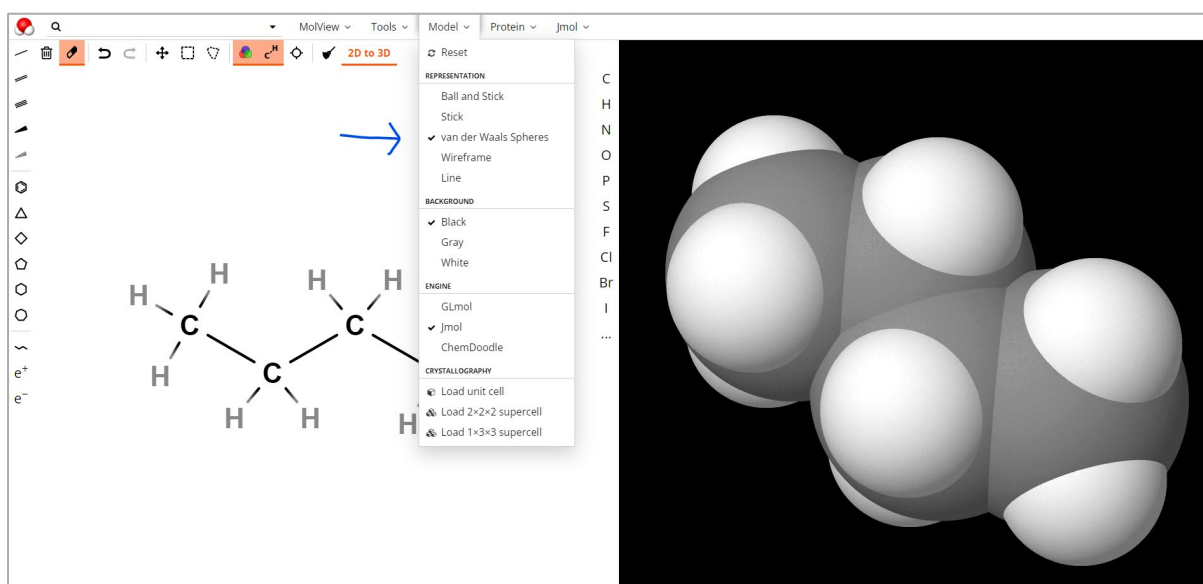 MolView Tools Model Protein Jmol
C H 2D to 3D
Reset
REPRESENTATION
Ball and Stick
Stick
van der Waals Spheres
Wireframe
Line
BACKGROUND
Black
Gray
White
ENGINE
GLmol
Jmol
ChemDoodle
CRYSTALLOGRAPHY
Load unit cell
Load 2×2×2 supercell
Load 1×3×3 supercell
e⁺
e⁻
H H H H
C C
H C
H H H
C
H
N
O
P
S
F
Cl
Br
I
...